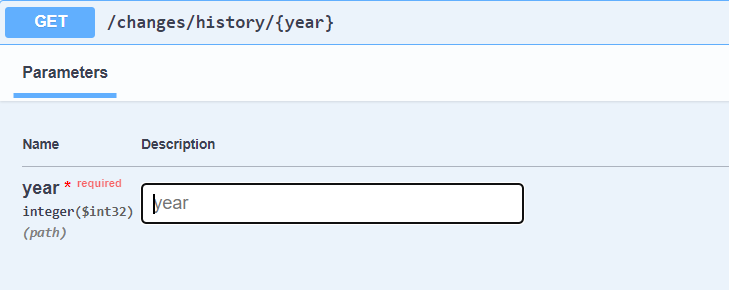 GET /changes/history/{year}
Parameters
Name Description
year * required
year
integer($int32)
(path)